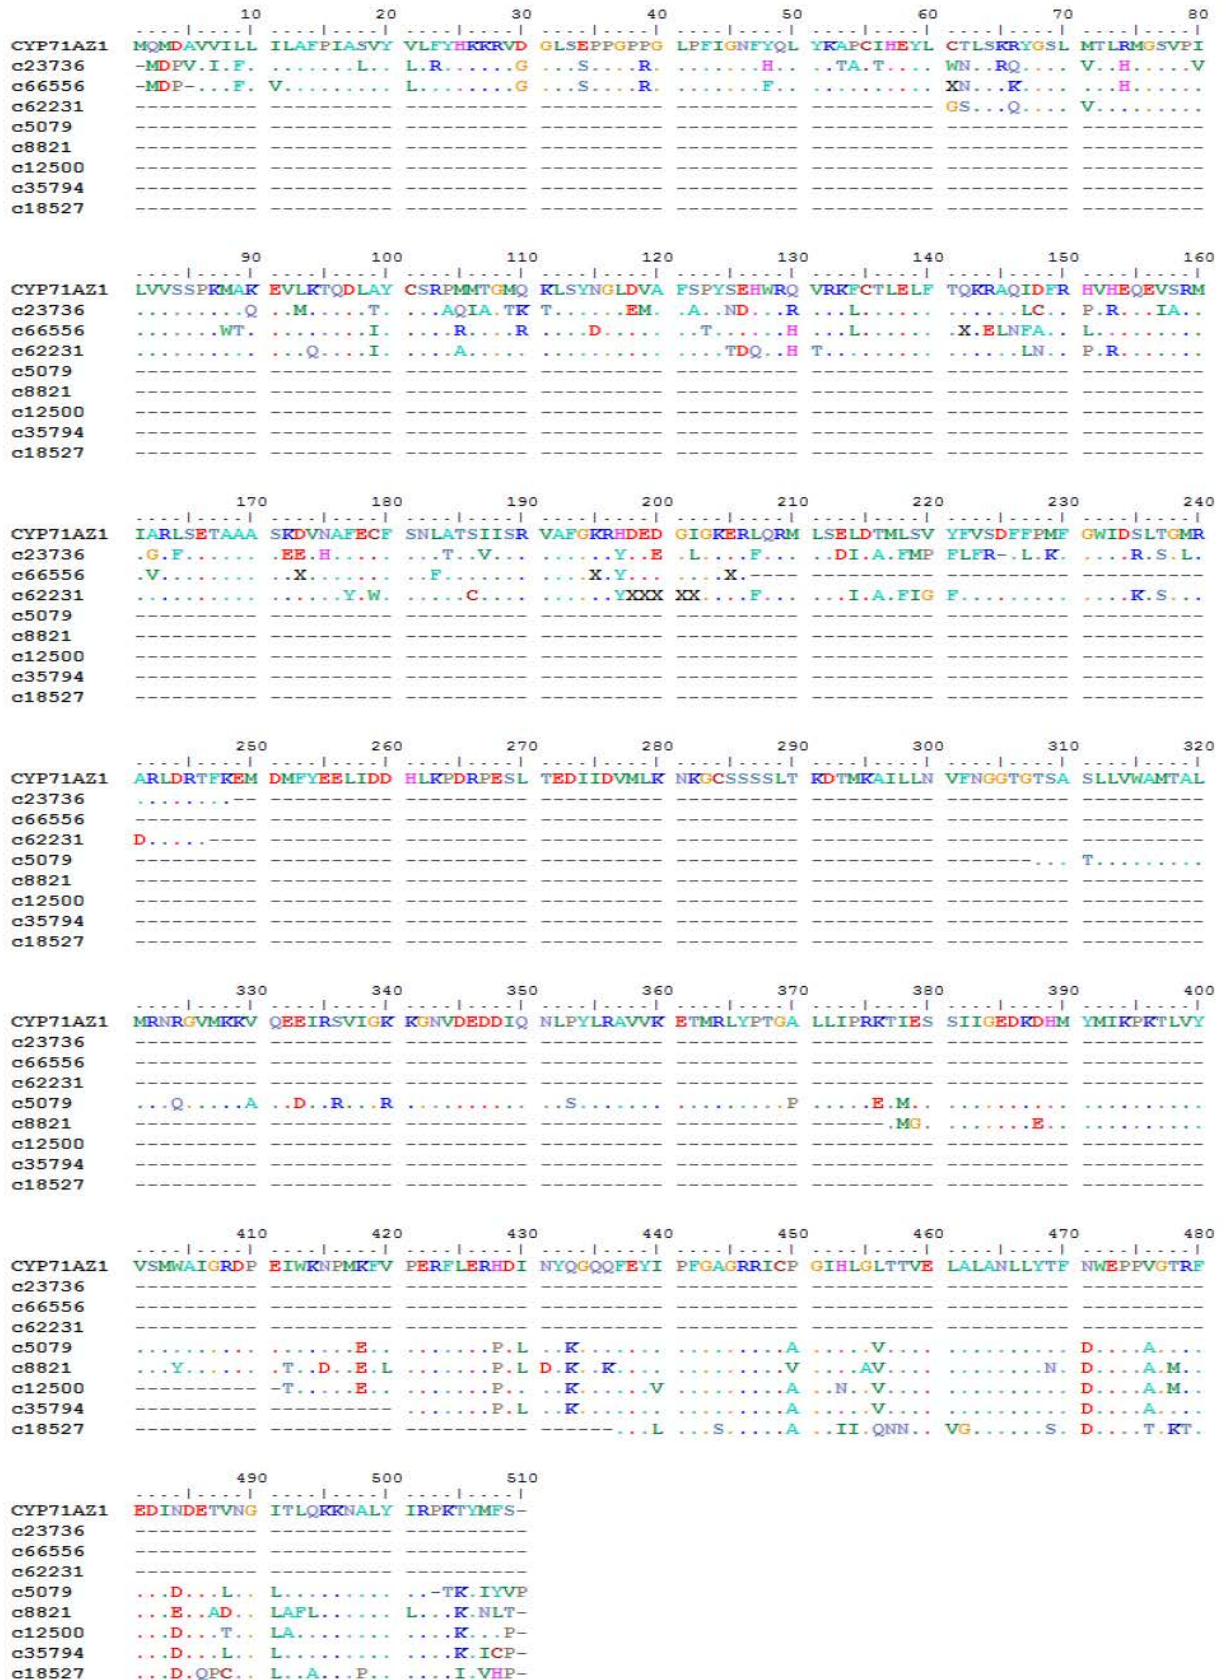 10 20 30 40 50 60 70 80
CYP71AZ1 MQMDAVVILL ILAFPIASVY VLFYHKKRVD GLSEPPGPPG LPFIGNFYQL YKAPCIHEYL CTLSKRYGSL MTLRMGSVPI
c23736 -MDPV.I.F. ......L... L.R......G ....S....R. ........H. ...TA.T... WN..RQ.... V..H.....V
c66556 -MDP-...F. V......... L........G ....S....R. ........F. .......... XN...K.... ...H......
c62231 ---------- ---------- ---------- ---------- ---------- ---------- GS...Q.... V.........
c5079 ---------- ---------- ---------- ---------- ---------- ---------- ---------- ----------
c8821 ---------- ---------- ---------- ---------- ---------- ---------- ---------- ----------
c12500 ---------- ---------- ---------- ---------- ---------- ---------- ---------- ----------
c35794 ---------- ---------- ---------- ---------- ---------- ---------- ---------- ----------
c18527 ---------- ---------- ---------- ---------- ---------- ---------- ---------- ----------
90 100 110 120 130 140 150 160
CYP71AZ1 LVVSSPKMAK EVLKTQDLAY CSRPMMTGMQ KLSYNGLDVA FSPYSEHWRQ VRKFCTLELF TQKRAQIDFR HVHEQEVSRM
c23736 ........Q. .M.....T.. ...AQIA.TK T.....EM.. .A..ND...R ...L...... ......LC.. P.R...IA..
c66556 ......WT.. .......I.. ...R....R. ...D...... ..T......H ...L...... .X.ELNFA.. L.........
c62231 .......... ...Q...I.. ...A...... .......... ....TDQ..H T......... ......LN.. P.R.......
c5079 ---------- ---------- ---------- ---------- ---------- ---------- ---------- ----------
c8821 ---------- ---------- ---------- ---------- ---------- ---------- ---------- ----------
c12500 ---------- ---------- ---------- ---------- ---------- ---------- ---------- ----------
c35794 ---------- ---------- ---------- ---------- ---------- ---------- ---------- ----------
c18527 ---------- ---------- ---------- ---------- ---------- ---------- ---------- ----------
170 180 190 200 210 220 230 240
CYP71AZ1 IARLSETAAA SKDVNAFECF SNLATSIISR VAFGKRHDED GIGKERLQRM LSELDTMLSV YFVSDFFPMF GWIDSLTGMR
c23736 .G.F...... .EE.H..... ....T..V.. ......Y..E .L...F.... ...DI.A.FMP FLFR-..L.K. ....R.S.L.
c66556 .V........ ..X....... ...F...... ....X.Y... ....X.---- ---------- ---------- ----------
c62231 .......... .....Y.W.. .....C.... ......YXXX XX...F.... ....I.A.FIG F......... ....K.S...
c5079 ---------- ---------- ---------- ---------- ---------- ---------- ---------- ----------
c8821 ---------- ---------- ---------- ---------- ---------- ---------- ---------- ----------
c12500 ---------- ---------- ---------- ---------- ---------- ---------- ---------- ----------
c35794 ---------- ---------- ---------- ---------- ---------- ---------- ---------- ----------
c18527 ---------- ---------- ---------- ---------- ---------- ---------- ---------- ----------
250 260 270 280 290 300 310 320
CYP71AZ1 ARLDRTFKEM DMFYEELIDD HLKPDRPESL TEDIIDVMLK NKGCSSSSLT KDTMKAILLN VFNGGTGTSA SLLVWAMTAL
c23736 .......--- ---------- ---------- ---------- ---------- ---------- ---------- ----------
c66556 ---------- ---------- ---------- ---------- ---------- ---------- ---------- ----------
c62231 D.....---- ---------- ---------- ---------- ---------- ---------- ---------- ----------
c5079 ---------- ---------- ---------- ---------- ---------- ---------- -------... T.........
c8821 ---------- ---------- ---------- ---------- ---------- ---------- ---------- ----------
c12500 ---------- ---------- ---------- ---------- ---------- ---------- ---------- ----------
c35794 ---------- ---------- ---------- ---------- ---------- ---------- ---------- ----------
c18527 ---------- ---------- ---------- ---------- ---------- ---------- ---------- ----------
330 340 350 360 370 380 390 400
CYP71AZ1 MRNRGVMKKV QEEIRSVIGK KGNVDEDDIQ NLPYLRAVVK ETMRLYPTGA LLIPRKTIES SIIGEDKDHM YMIKPKTLVY
c23736 ---------- ---------- ---------- ---------- ---------- ---------- ---------- ----------
c66556 ---------- ---------- ---------- ---------- ---------- ---------- ---------- ----------
c62231 ---------- ---------- ---------- ---------- ---------- ---------- ---------- ----------
c5079 ...Q.....A ..D..R...R .......... ...S...... .........P .....E.M.. .......... ..........
c8821 ---------- ---------- ---------- ---------- ---------- ------.MG. .......E.. ..........
c12500 ---------- ---------- ---------- ---------- ---------- ---------- ---------- ----------
c35794 ---------- ---------- ---------- ---------- ---------- ---------- ---------- ----------
c18527 ---------- ---------- ---------- ---------- ---------- ---------- ---------- ----------
410 420 430 440 450 460 470 480
CYP71AZ1 VSMWAIGRDP EIWKNPMKFV PERFLERHDI NYQGQQFEYI PFGAGRRICP GIHLGLTTVE LALANLLYTF NWEPPVGTRF
c23736 ---------- ---------- ---------- ---------- ---------- ---------- ---------- ----------
c66556 ---------- ---------- ---------- ---------- ---------- ---------- ---------- ----------
c62231 ---------- ---------- ---------- ---------- ---------- ---------- ---------- ----------
c5079 .......... .......E.. .......P.L ..K....... .........A .....V.... .......... D....A....
c8821 ...Y...... ..T..D..E.L .......P.L D.K..K.... .........V ....AV.... ........N. D....A.M..
c12500 ---------- -.T.....E.. .......P.. ..K......V .........A ..N..V.... .......... D....A.M..
c35794 ---------- ---------- .......P.L ..K....... .........A .....V.... .......... D....A....
c18527 ---------- ---------- ---------- ------...L ...S.....A ..II.QNN.. VG......S. D....T.KT.
490 500 510
CYP71AZ1 EDINDETVNG ITLQKKNALY IRPKTYMFS-
c23736 ---------- ---------- ----------
c66556 ---------- ---------- ----------
c62231 ---------- ---------- ----------
c5079 ...D...L.. L......... ..-TK.IYVP
c8821 ...E..AD.. LAFL...... L...K.NLT-
c12500 ...D...T.. LA........ ....K...P-
c35794 ...D...L.. L......... ....K.ICP-
c18527 ...D.QPC.. L..A...P.. ....I.VHP-